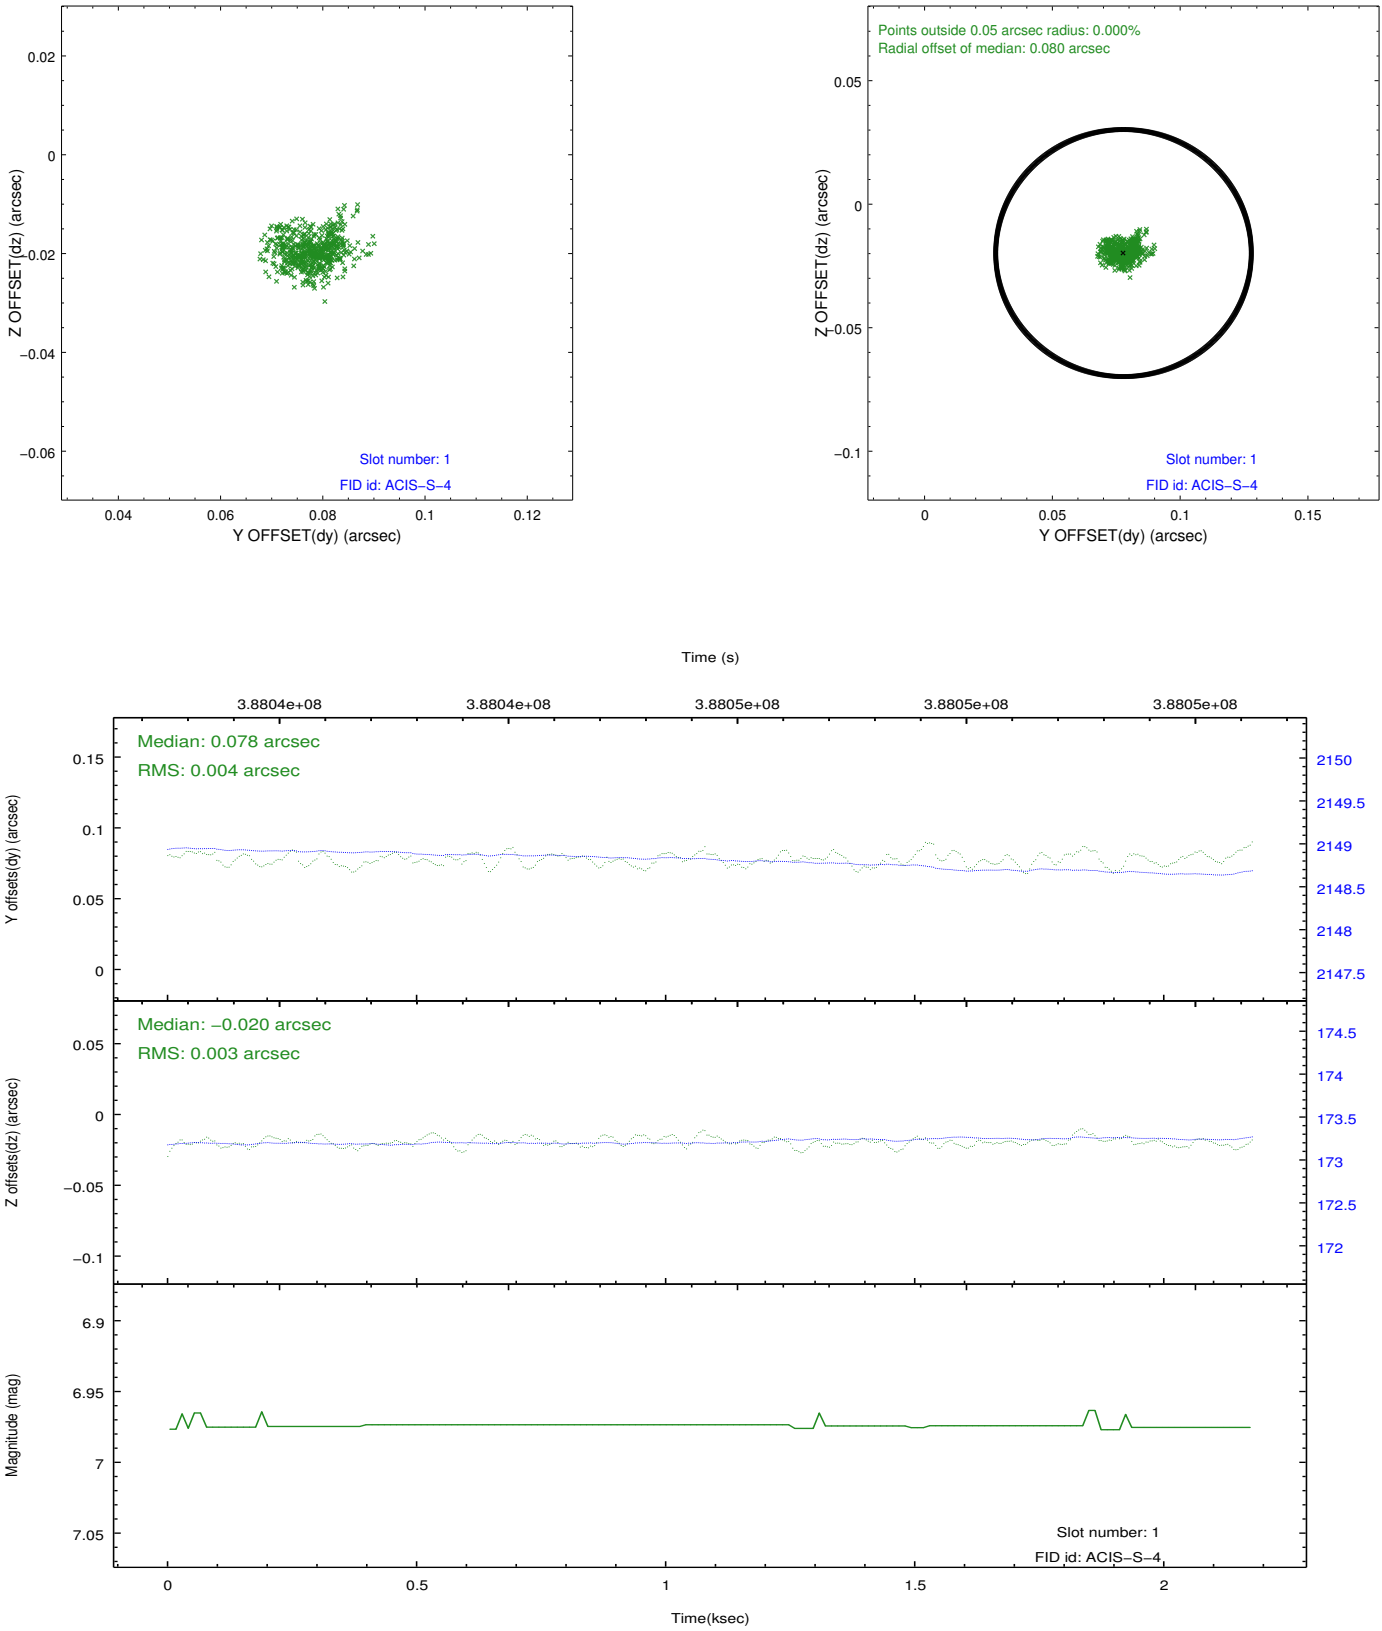 0.02
0
−0.02
−0.04
−0.06
Z OFFSET(dz) (arcsec)
Slot number: 1
FID id: ACIS−S−4
0.04
0.06
0.08
0.1
0.12
Y OFFSET(dy) (arcsec)
Points outside 0.05 arcsec radius: 0.000%
Radial offset of median: 0.080 arcsec
0.05
0
−0.05
−0.1
Z OFFSET(dz) (arcsec)
Slot number: 1
FID id: ACIS−S−4
0
0.05
0.1
0.15
Y OFFSET(dy) (arcsec)
Time (s)
3.8804e+08
3.8804e+08
3.8805e+08
3.8805e+08
3.8805e+08
Median: 0.078 arcsec
RMS: 0.004 arcsec
0.15
0.1
0.05
0
Y offsets(dy) (arcsec)
2150
2149.5
2149
2148.5
2148
2147.5
Median: −0.020 arcsec
RMS: 0.003 arcsec
0.05
0
−0.05
−0.1
Z offsets(dz) (arcsec)
174.5
174
173.5
173
172.5
172
6.9
6.95
7
7.05
Magnitude (mag)
Slot number: 1
FID id: ACIS−S−4
0
0.5
1
1.5
2
Time(ksec)